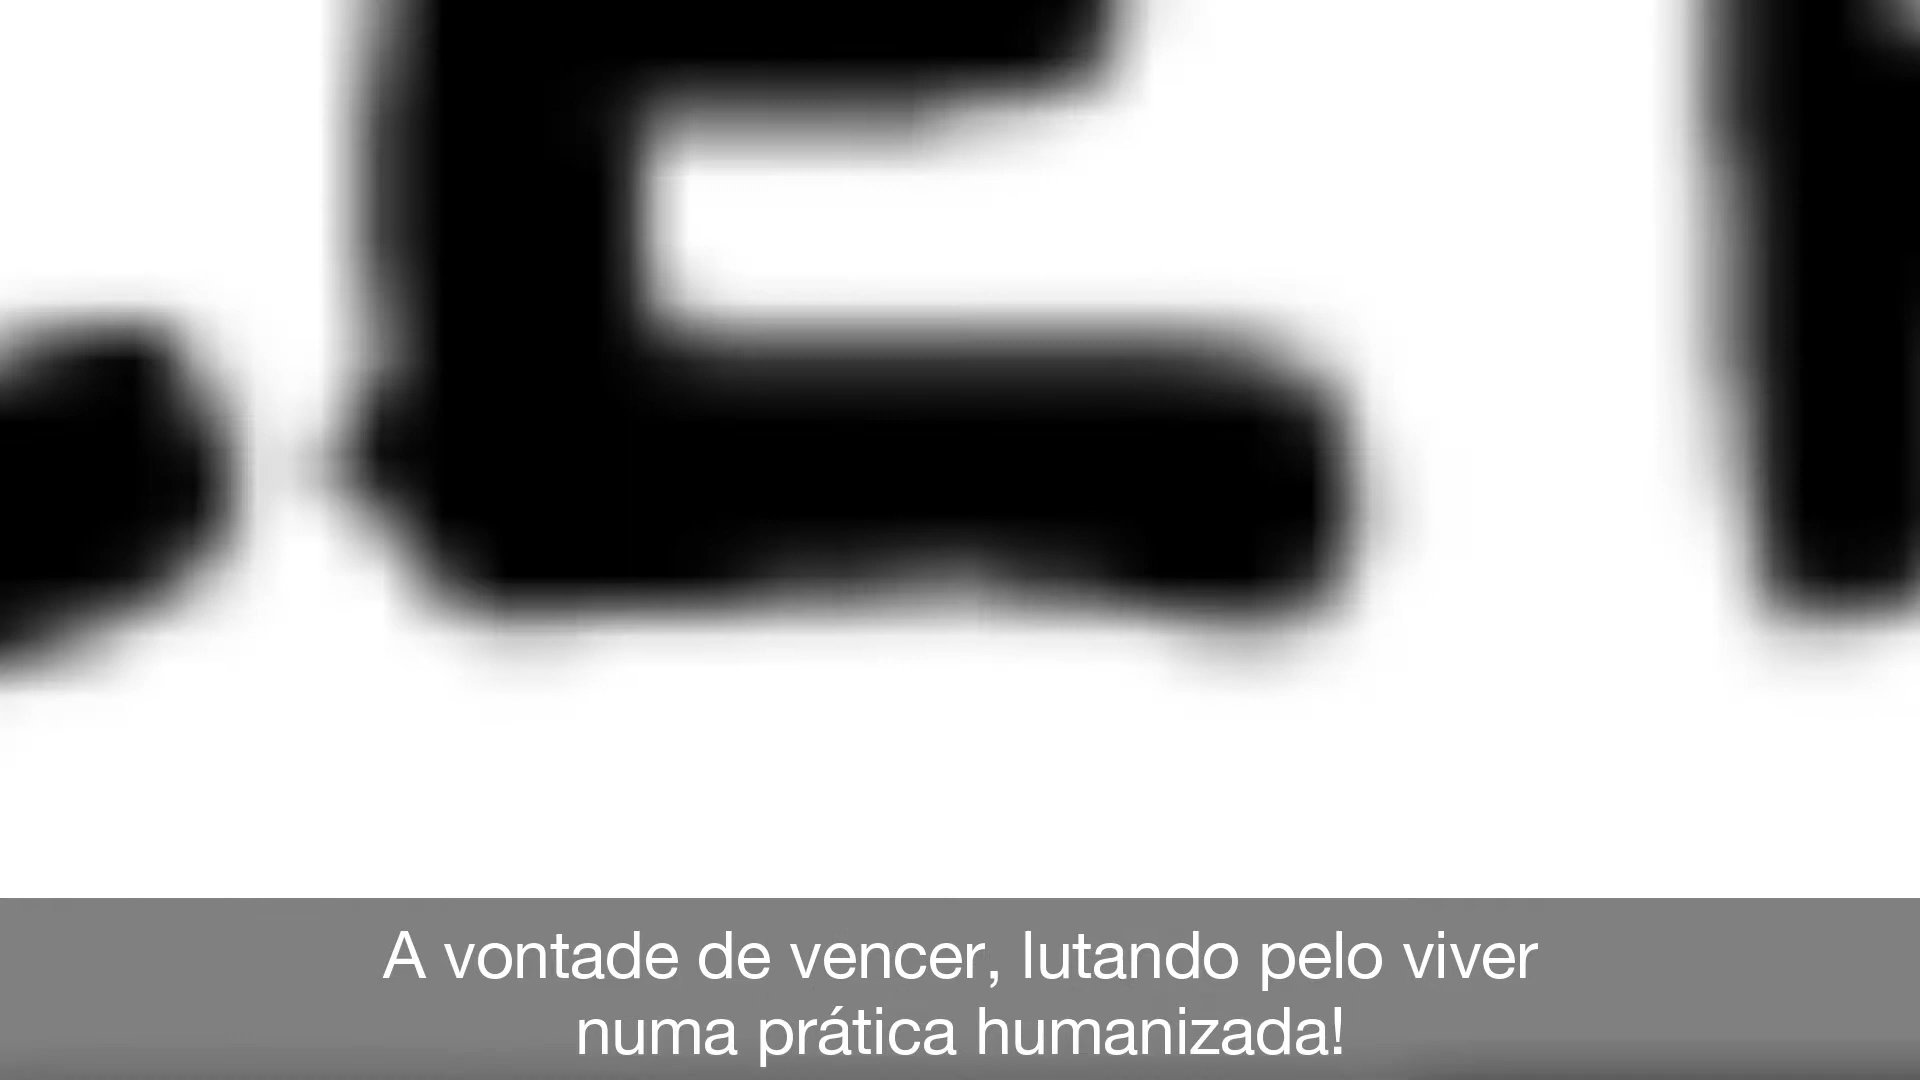 A vontade de vencer, lutando pelo viver
numa prática humanizada!